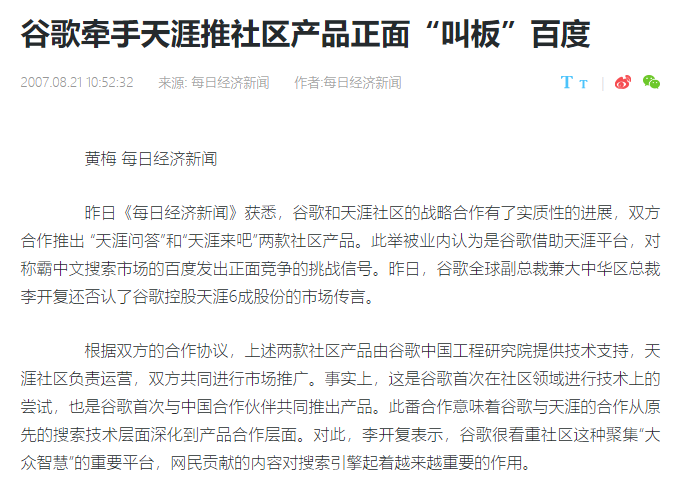 谷歌牵手天涯推社区产品正面“叫板”百度
2007.08.21 10:52:32 来源: 每日经济新闻 作者:每日经济新闻 T T
黄梅 每日经济新闻
昨日《每日经济新闻》获悉，谷歌和天涯社区的战略合作有了实质性的进展，双方
合作推出 “天涯问答”和“天涯来吧”两款社区产品。此举被业内认为是谷歌借助天涯平台，对
称霸中文搜索市场的百度发出正面竞争的挑战信号。昨日，谷歌全球副总裁兼大中华区总裁
李开复还否认了谷歌控股天涯6成股份的市场传言。
根据双方的合作协议，上述两款社区产品由谷歌中国工程研究院提供技术支持，天
涯社区负责运营，双方共同进行市场推广。事实上，这是谷歌首次在社区领域进行技术上的
尝试，也是谷歌首次与中国合作伙伴共同推出产品。此番合作意味着谷歌与天涯的合作从原
先的搜索技术层面深化到产品合作层面。对此，李开复表示，谷歌很看重社区这种聚集“大
众智慧”的重要平台，网民贡献的内容对搜索引擎起着越来越重要的作用。